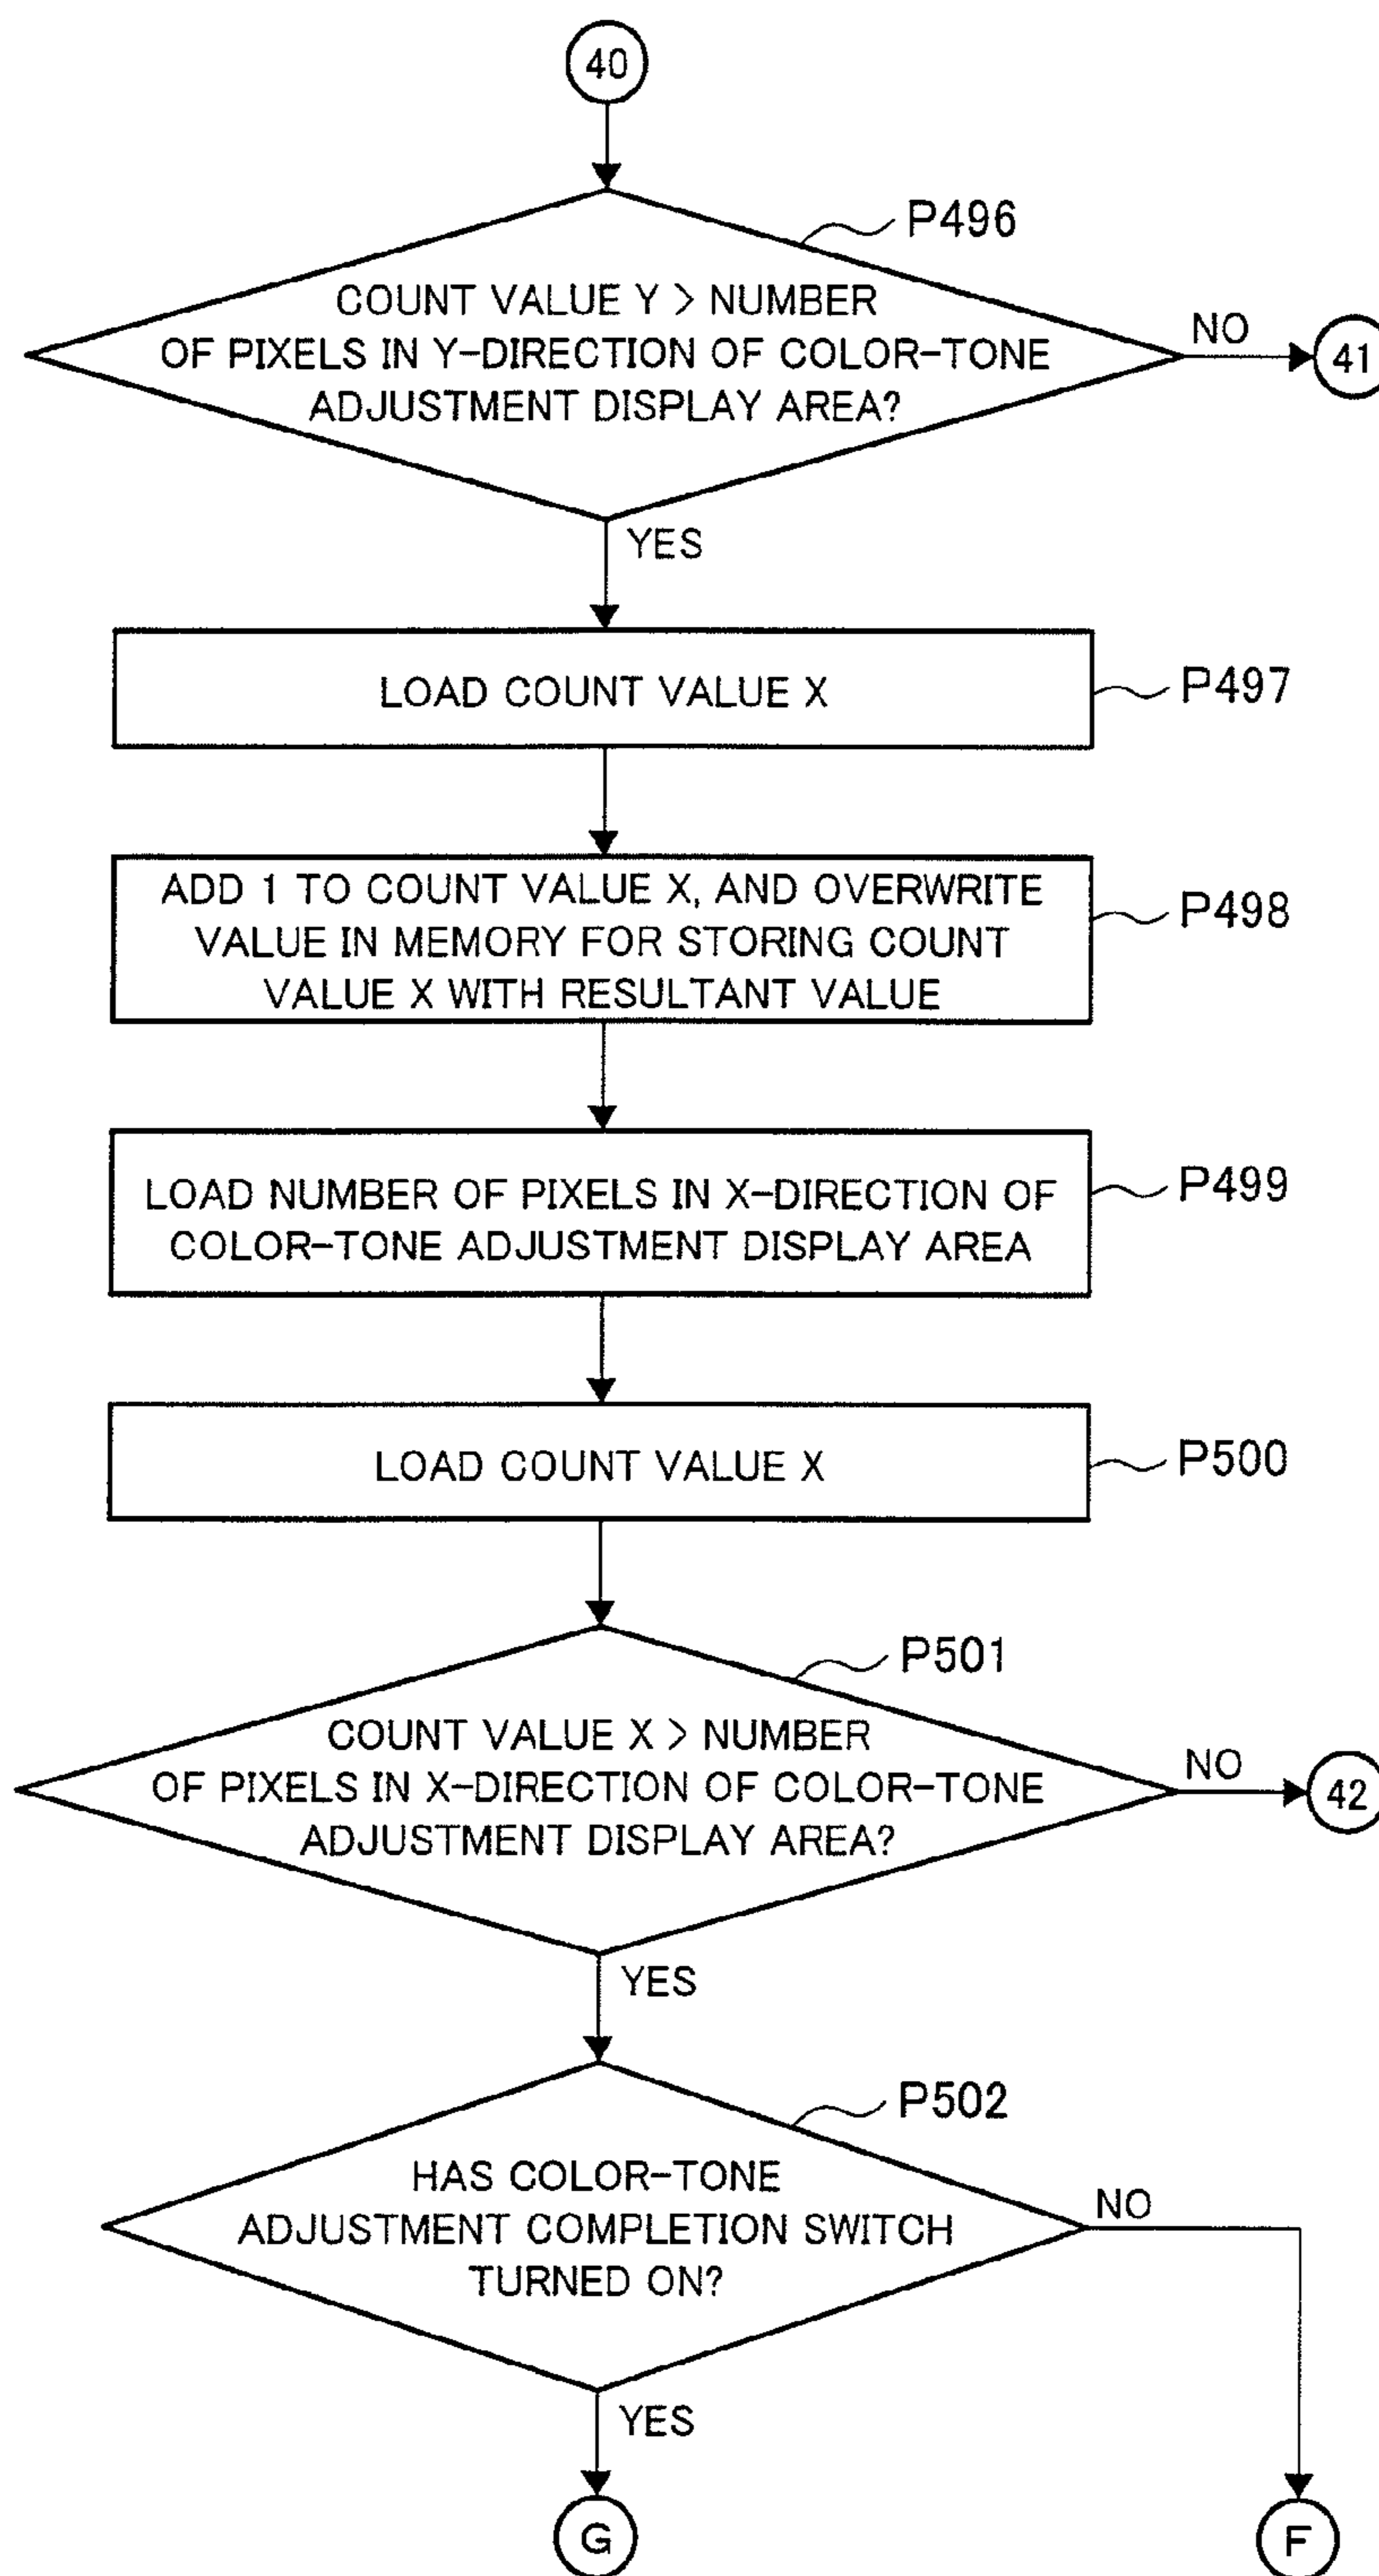 40
P496
COUNT VALUE Y > NUMBER
OF PIXELS IN Y-DIRECTION OF COLOR-TONE
ADJUSTMENT DISPLAY AREA?
NO
41
YES
LOAD COUNT VALUE X
P497
ADD 1 TO COUNT VALUE X, AND OVERWRITE
VALUE IN MEMORY FOR STORING COUNT
VALUE X WITH RESULTANT VALUE
P498
LOAD NUMBER OF PIXELS IN X-DIRECTION OF
COLOR-TONE ADJUSTMENT DISPLAY AREA
P499
LOAD COUNT VALUE X
P500
P501
COUNT VALUE X > NUMBER
OF PIXELS IN X-DIRECTION OF COLOR-TONE
ADJUSTMENT DISPLAY AREA?
NO
42
YES
P502
HAS COLOR-TONE
ADJUSTMENT COMPLETION SWITCH
TURNED ON?
NO
YES
G
F